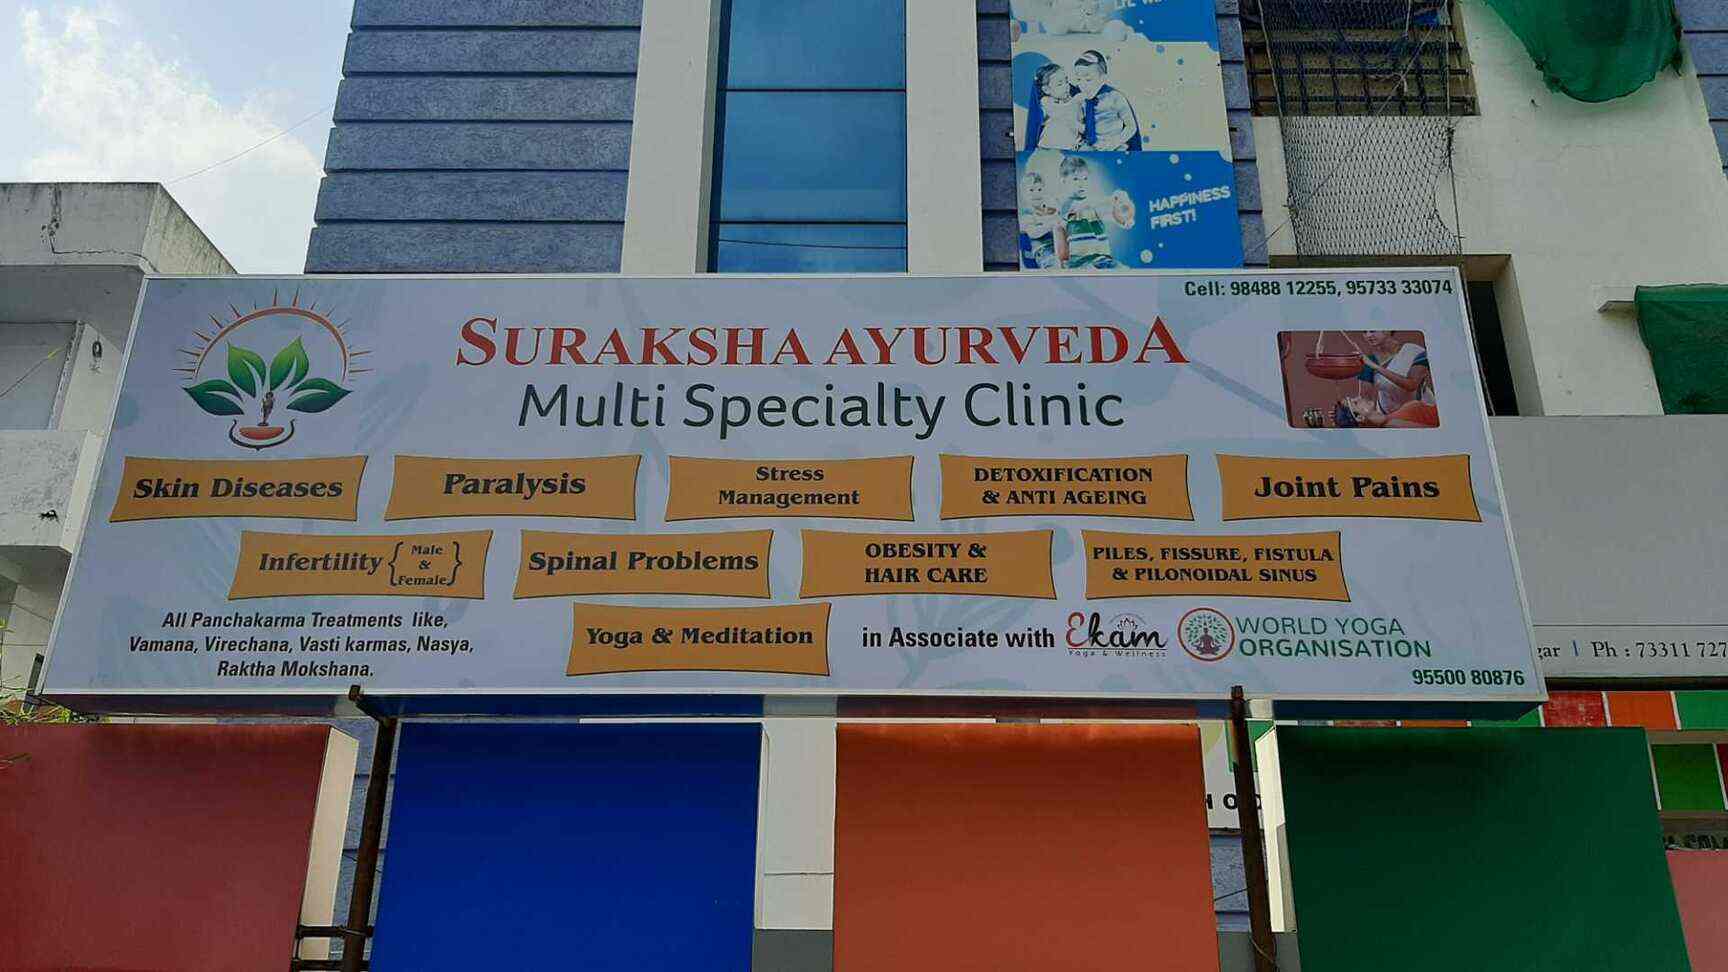 HAPPINESS
FIRST!
Cell: 98488 12255, 95733 33074
SURAKSHA AYURVEDA
Multi Specialty Clinic
Skin Diseases
Paralysis
Stress
Management
DETOXIFICATION
& ANTI AGEING
Joint Pains
Infertility { Male
&
Female }
Spinal Problems
OBESITY &
HAIR CARE
PILES, FISSURE, FISTULA
& PILONOIDAL SINUS
All Panchakarma Treatments like,
Vamana, Virechana, Vasti karmas, Nasya,
Raktha Mokshana.
Yoga & Meditation
in Associate with
Ekam
Yoga & Wellness
WORLD YOGA
ORGANISATION
95500 80876
Ph : 73311 727